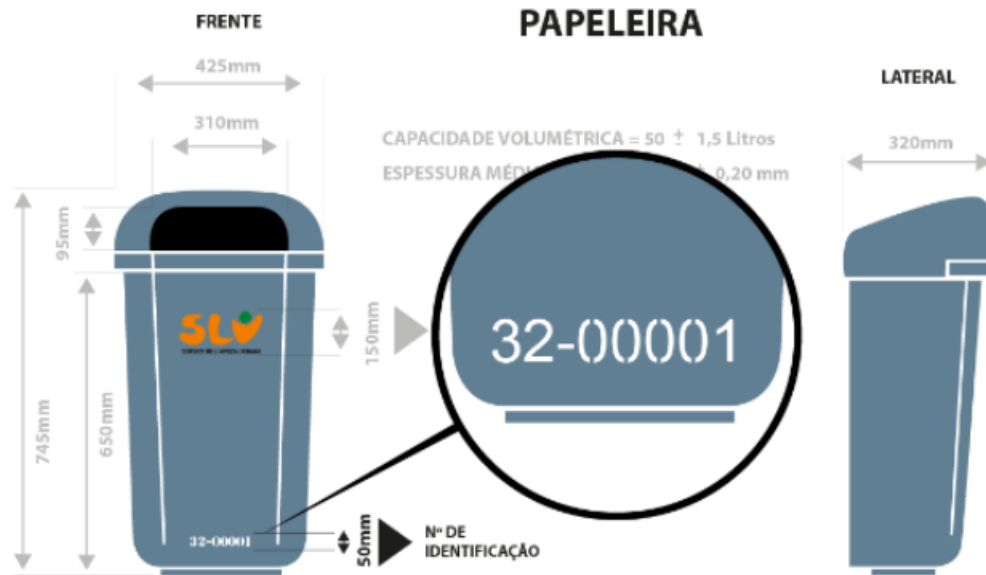 PAPELEIRA
FRENTE
425mm
310mm
95mm
745mm
650mm
SLU
150mm
32-00001
50mm
Nº DE
IDENTIFICAÇÃO
CAPACIDADE VOLUMÉTRICA = 50 ± 1,5 Litros
ESPESSURA 0,20 mm
32-00001
LATERAL
320mm